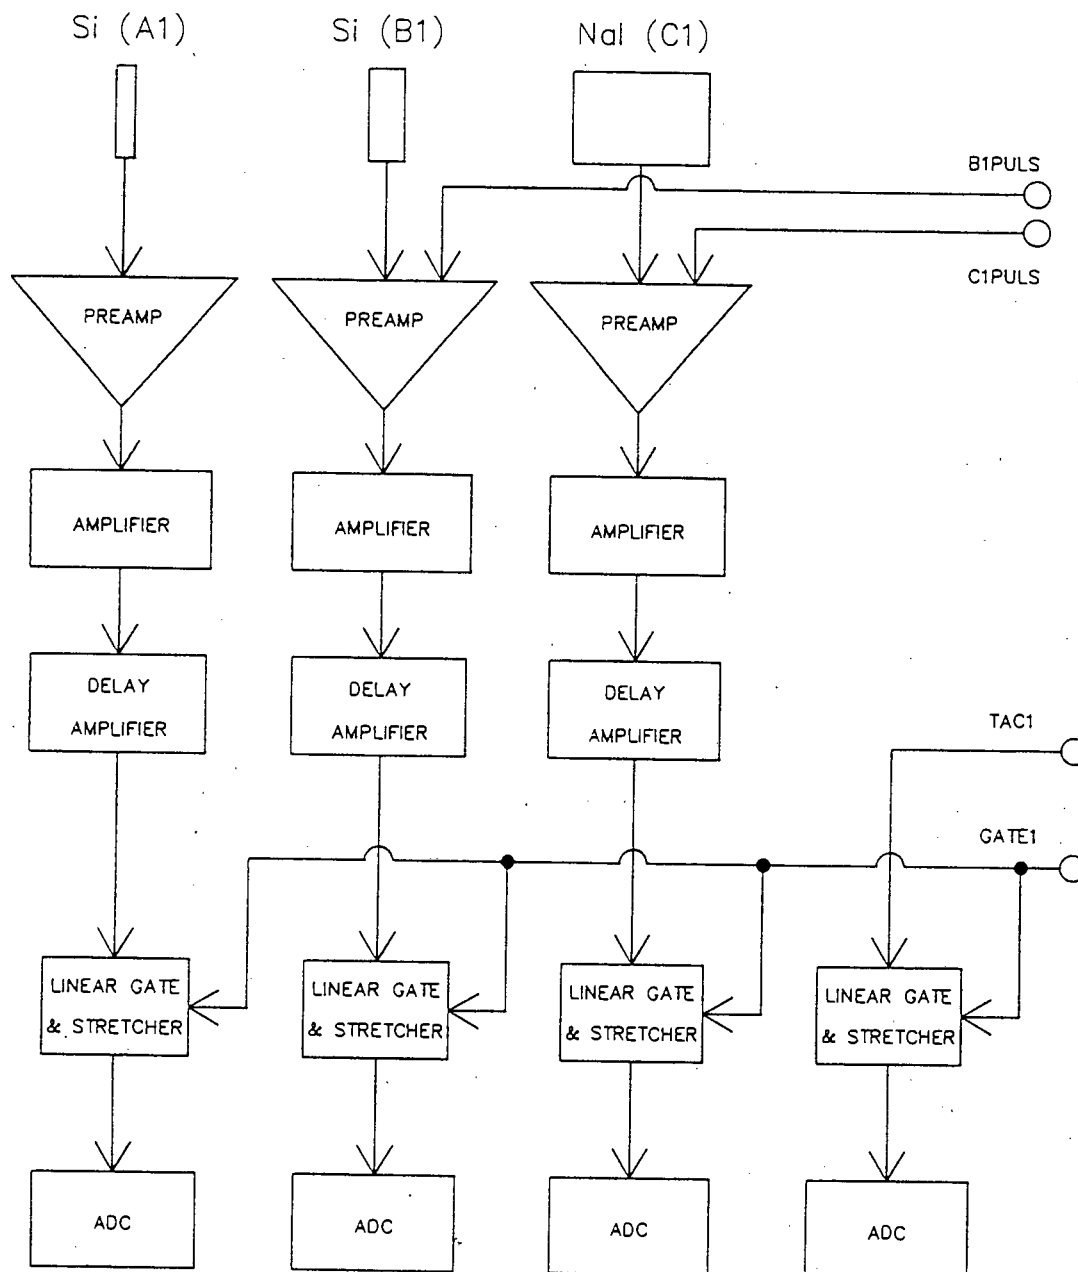 Si (A1)
Si (B1)
NaI (C1)
B1PULS
C1PULS
PREAMP
PREAMP
PREAMP
AMPLIFIER
AMPLIFIER
AMPLIFIER
DELAY
AMPLIFIER
DELAY
AMPLIFIER
DELAY
AMPLIFIER
TAC1
GATE1
LINEAR GATE
& STRETCHER
LINEAR GATE
& STRETCHER
LINEAR GATE
& STRETCHER
LINEAR GATE
& STRETCHER
ADC
ADC
ADC
ADC